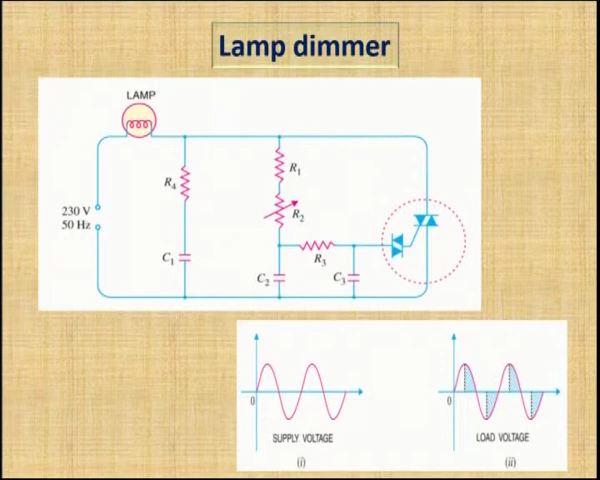 Lamp dimmer
LAMP
R4
R1
R2
230 V
50 Hz
R3
C1
C2
C3
0
0
SUPPLY VOLTAGE
LOAD VOLTAGE
(i)
(ii)